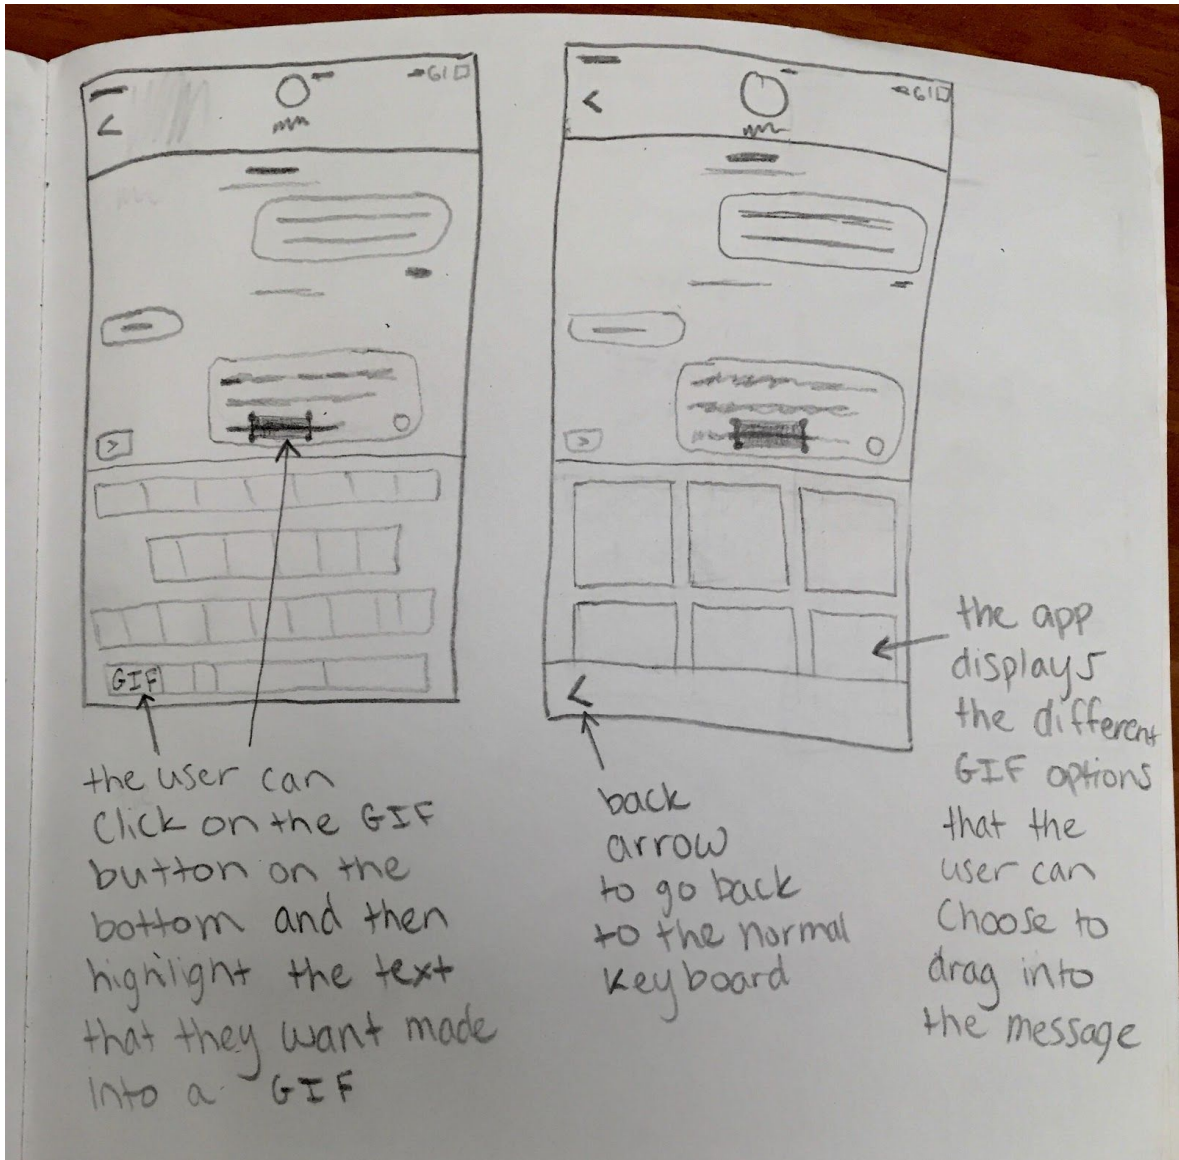 GIF
the user can
Click on the GIF
button on the
bottom and then
highlight the text
that they want made
into a GIF
back
arrow
to go back
to the normal
keyboard
the app
displays
the different
GIF options
that the
user can
Choose to
drag into
the message